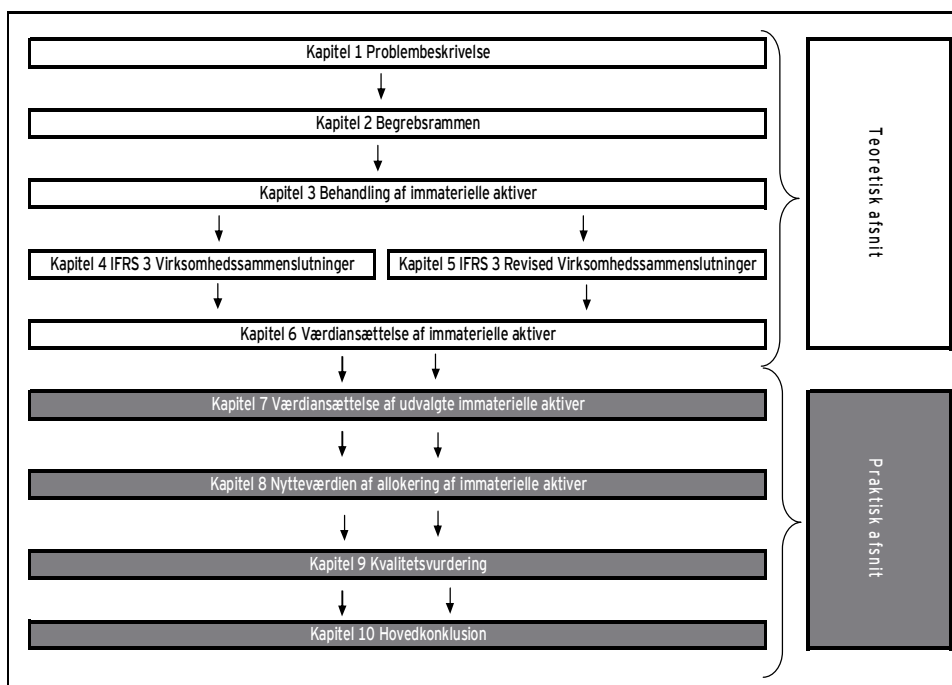 Kapitel 1 Problembeskrivelse
Kapitel 2 Begrebsrammen
Kapitel 3 Behandling af immaterielle aktiver
Kapitel 4 IFRS 3 Virksomhedssammenslutninger
Kapitel 5 IFRS 3 Revised Virksomhedssammenslutninger
Kapitel 6 Værdiansættelse af immaterielle aktiver
Teoretisk afsnit
Kapitel 7 Værdiansættelse af udvalgte immaterielle aktiver
Kapitel 8 Nytteværdien af allokering af immaterielle aktiver
Kapitel 9 Kvalitetsvurdering
Kapitel 10 Hovedkonklusion
Praktisk afsnit